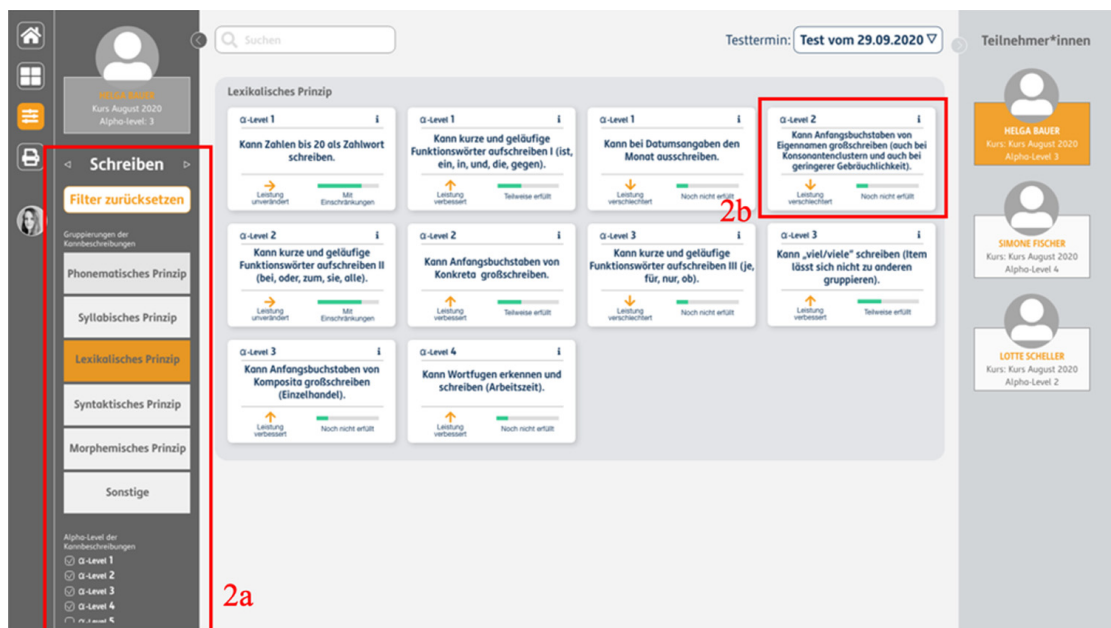 Suchen
Testtermin: Test vom 29.09.2020
HELGA BAUER
Kurs August 2020
Alpha-level: 3
Schreiben
Filter zurücksetzen
Gruppierungen der
Kannbeschreibungen
Phonematisches Prinzip
Syllabisches Prinzip
Lexikalisches Prinzip
Syntaktisches Prinzip
Morphemisches Prinzip
Sonstige
Alpha-Level der
Kannbeschreibungen
α-Level 1
α-Level 2
α-Level 3
α-Level 4
α-Level 5
2a
Lexikalisches Prinzip
α-Level 1 i
Kann Zahlen bis 20 als Zahlwort
schreiben.
Leistung
unverändert
Mit
Einschränkungen
α-Level 1 i
Kann kurze und geläufige
Funktionswörter aufschreiben I (ist,
ein, in, und, die, gegen).
Leistung
verbessert
Teilweise erfüllt
α-Level 1 i
Kann bei Datumsangaben den
Monat ausschreiben.
Leistung
verschlechtert
Noch nicht erfüllt
2b
α-Level 2 i
Kann Anfangsbuchstaben von
Eigennamen großschreiben (auch bei
Konsonantenclustern und auch bei
geringerer Gebräuchlichkeit).
Leistung
verschlechtert
Noch nicht erfüllt
α-Level 2 i
Kann kurze und geläufige
Funktionswörter aufschreiben II
(bei, oder, zum, sie, alle).
Leistung
unverändert
Mit
Einschränkungen
α-Level 2 i
Kann Anfangsbuchstaben von
Konkreta großschreiben.
Leistung
verbessert
Teilweise erfüllt
α-Level 3 i
Kann kurze und geläufige
Funktionswörter aufschreiben III (je,
für, nur, ob).
Leistung
verschlechtert
Noch nicht erfüllt
α-Level 3 i
Kann „viel/viele“ schreiben (Item
lässt sich nicht zu anderen
gruppieren).
Leistung
verbessert
Teilweise erfüllt
α-Level 3 i
Kann Anfangsbuchstaben von
Komposita großschreiben
(Einzelhandel).
Leistung
verbessert
Noch nicht erfüllt
α-Level 4 i
Kann Wortfugen erkennen und
schreiben (Arbeitszeit).
Leistung
verbessert
Noch nicht erfüllt
Teilnehmer*innen
HELGA BAUER
Kurs: Kurs August 2020
Alpha-Level 3
SIMONE FISCHER
Kurs: Kurs August 2020
Alpha-Level 4
LOTTE SCHELLER
Kurs: Kurs August 2020
Alpha-Level 2